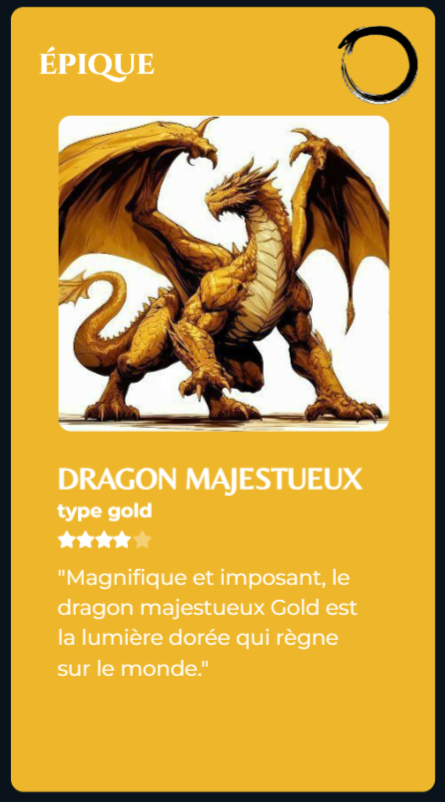 ÉPIQUE
DRAGON MAJESTUEUX
type gold
"Magnifique et imposant, le
dragon majestueux Gold est
la lumière dorée qui règne
sur le monde."